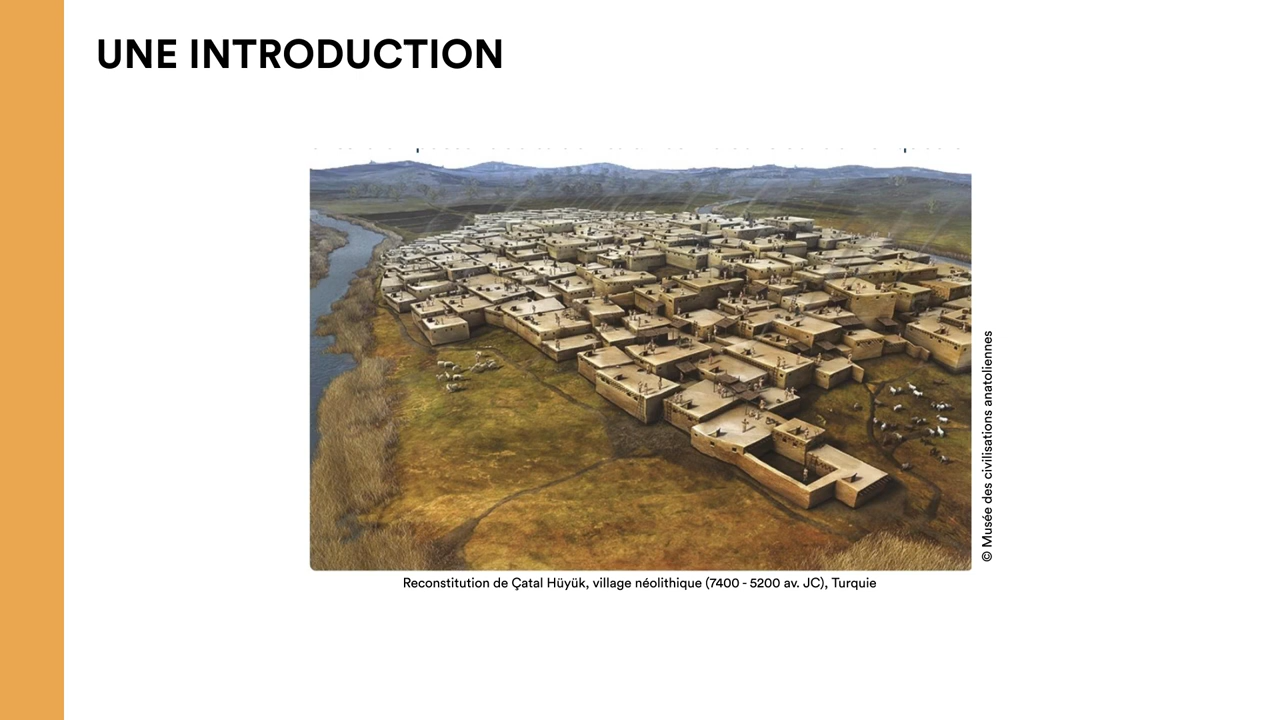 UNE INTRODUCTION
© Musée des civilisations anatoliennes
Reconstitution de Çatal Hüyük, village néolithique (7400 - 5200 av. JC), Turquie